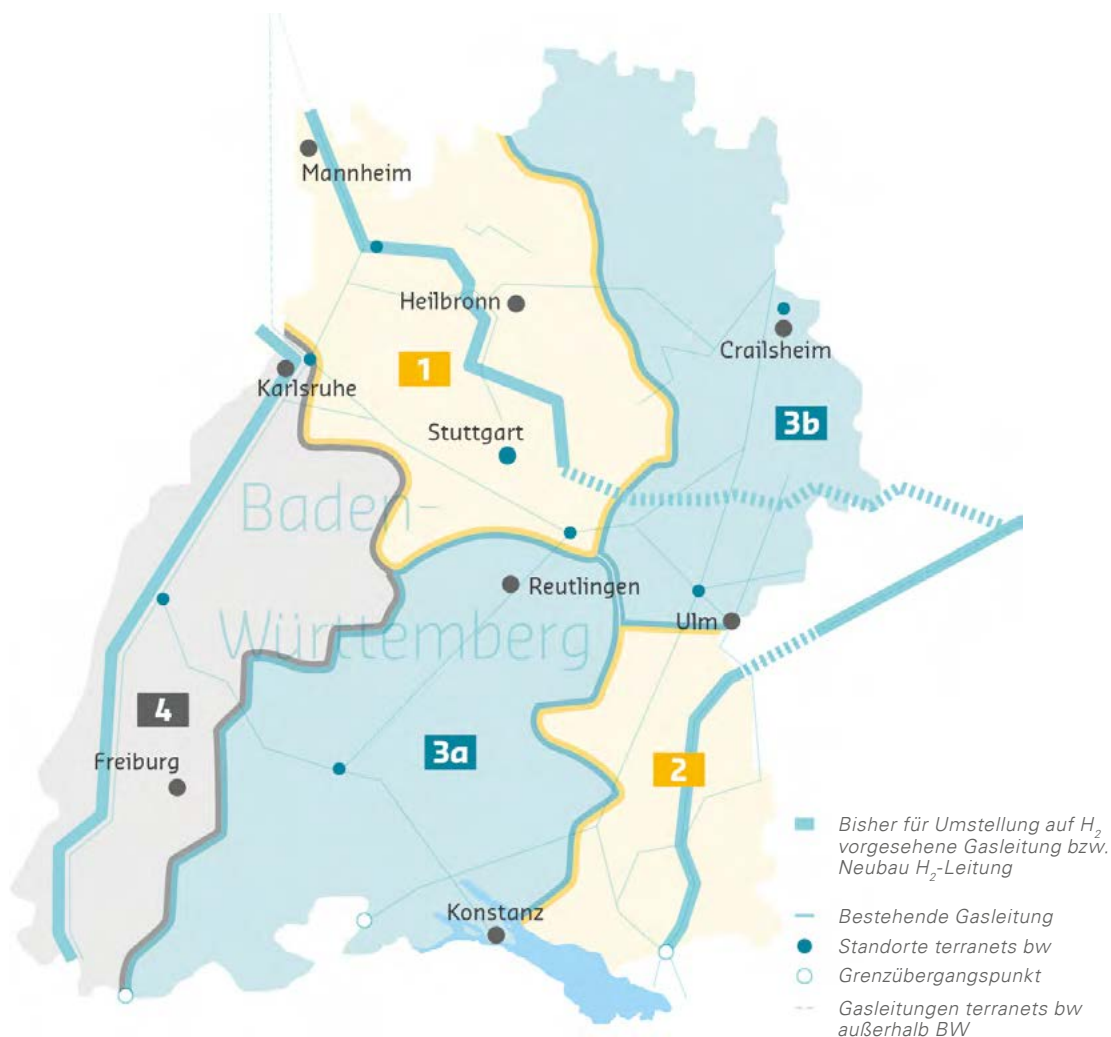 Mannheim
Heilbronn
Crailsheim
1
Karlsruhe
3b
Stuttgart
Baden-
Reutlingen
Ulm
Württemberg
4
3a
2
Freiburg
Konstanz
Bisher für Umstellung auf H₂
vorgesehene Gasleitung bzw.
Neubau H₂-Leitung
Bestehende Gasleitung
Standorte terranets bw
Grenzübergangspunkt
Gasleitungen terranets bw
außerhalb BW